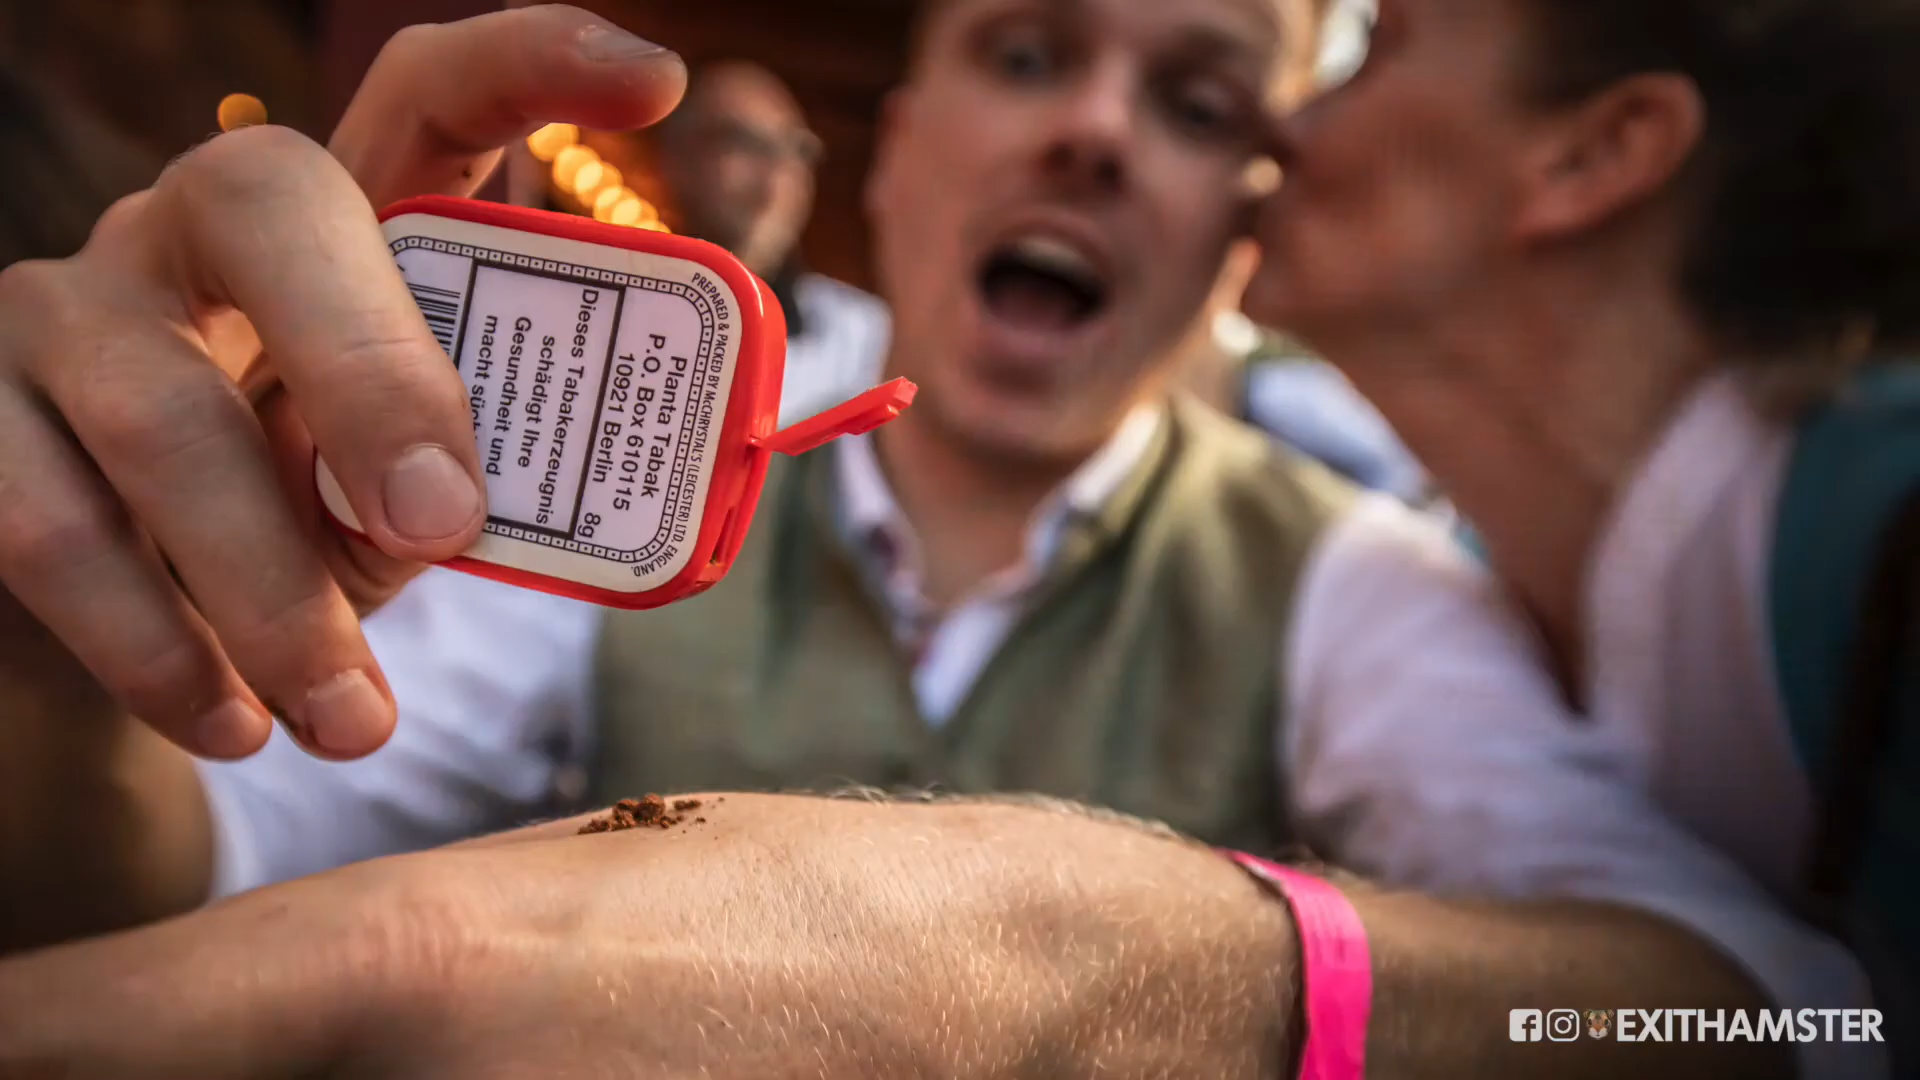 PREPARED & PACKED BY McCHRYSTAL'S (LEICESTER) LTD. ENGLAND.
Planta Tabak
P.O. Box 610115
10921 Berlin 8g
Dieses Tabakerzeugnis
schädigt Ihre
Gesundheit und
macht
EXITHAMSTER